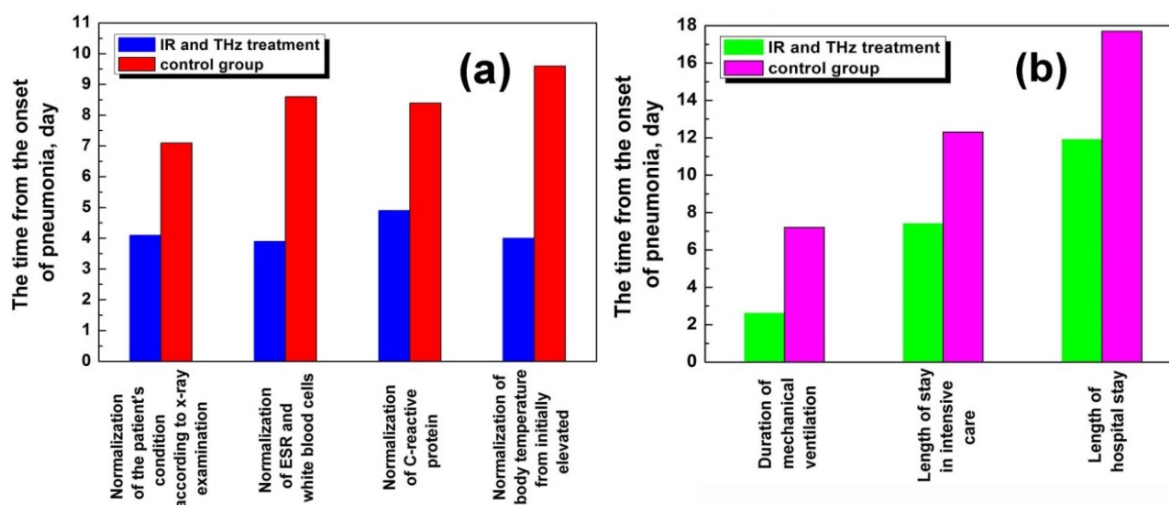 The time from the onset
of pneumonia, day
11
10
9
8
7
6
5
4
3
2
1
0
IR and THz treatment
control group
(a)
Normalization
of the patient's
condition
according to x-ray
examination
Normalization
of ESR and
white blood cells
Normalization
of C-reactive
protein
Normalization of
body temperature
from initially
elevated
The time from the onset
of pneumonia, day
18
16
14
12
10
8
6
4
2
0
IR and THz treatment
control group
(b)
Duration of
mechanical
ventilation
Length of stay
in intensive
care
Length of
hospital stay